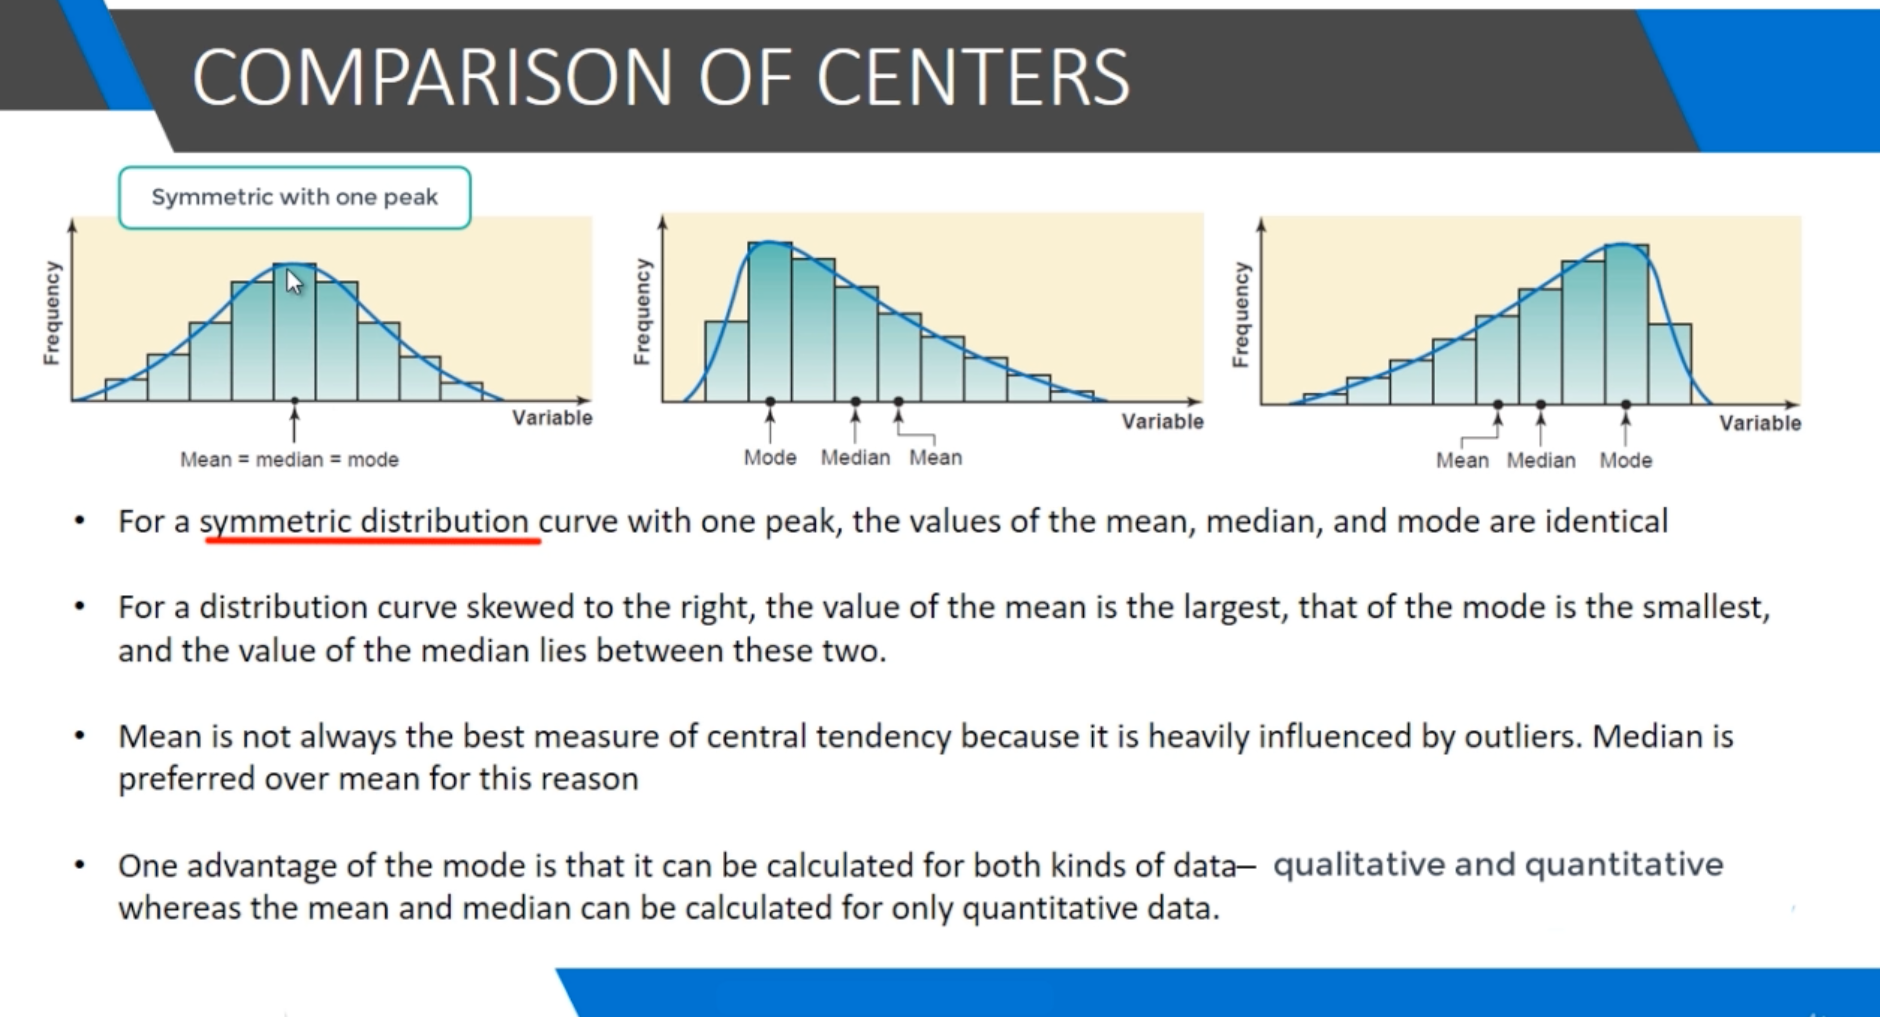 COMPARISON OF CENTERS
Symmetric with one peak
Frequency
Variable
Mean = median = mode
Frequency
Variable
Mode Median Mean
Frequency
Variable
Mean Median Mode
• For a symmetric distribution curve with one peak, the values of the mean, median, and mode are identical
• For a distribution curve skewed to the right, the value of the mean is the largest, that of the mode is the smallest,
and the value of the median lies between these two.
• Mean is not always the best measure of central tendency because it is heavily influenced by outliers. Median is
preferred over mean for this reason
• One advantage of the mode is that it can be calculated for both kinds of data– qualitative and quantitative
whereas the mean and median can be calculated for only quantitative data.